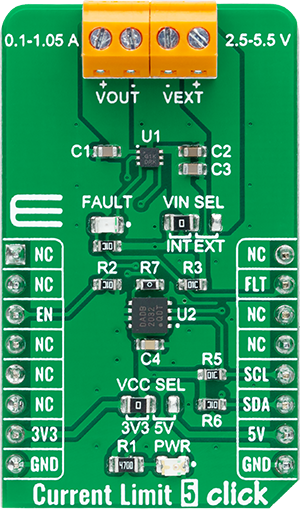 0.1-1.05 A 2.5-5.5 V
+ - + -
VOUT VEXT
U1
C1 C2
C3
FAULT VIN SEL
0
INT EXT
NC NC
R2 R7 R3
NC FLT
EN NC
U2
NC C4 R5 SCL
NC VCC SEL SDA
0
3V3 5V R6
3V3 5V
R1 PWR
GND GND
Current Limit 5 click